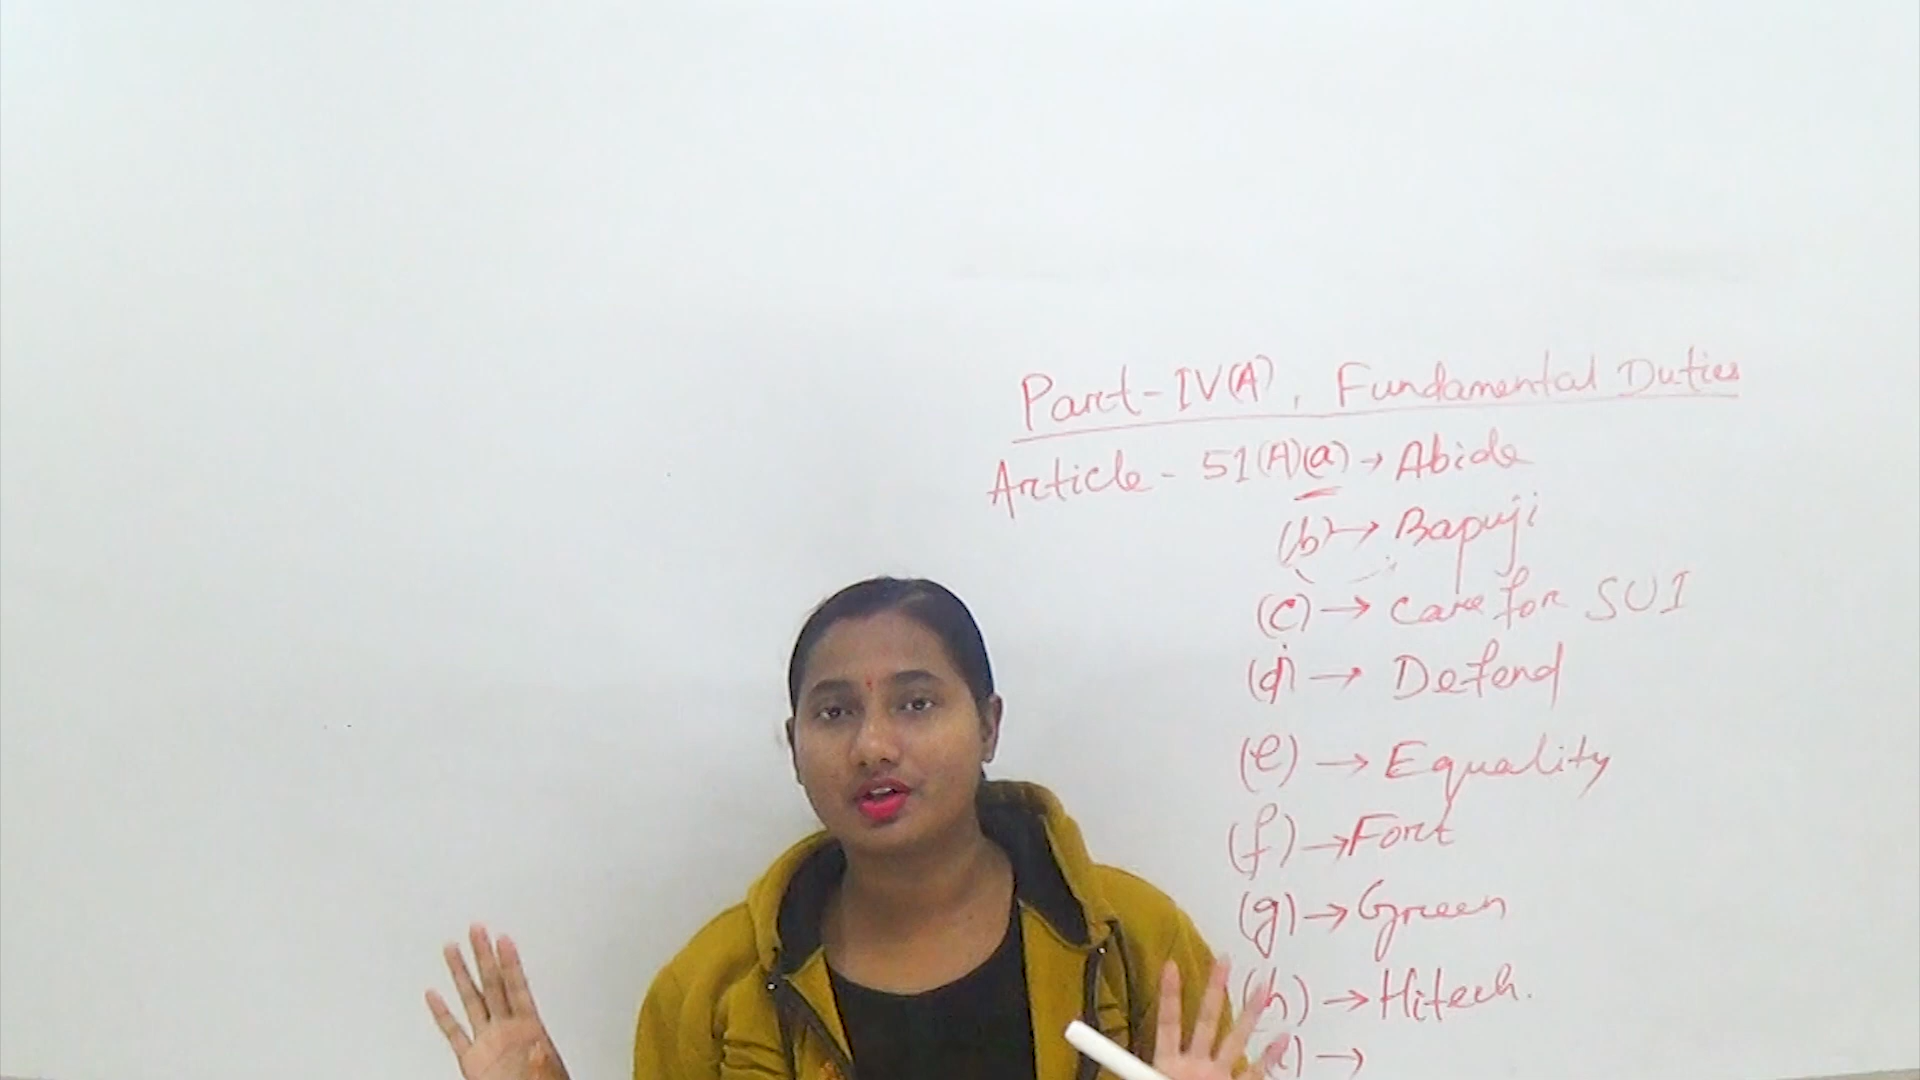 Part-IV(A), Fundamental Duties
Article - 51(A)(a) → Abide
(b) → Bapuji
(c) → Care for SUI
(d) → Defend
(e) → Equality
(f) → Fort
(g) → Green
(h) → Hitech.
→